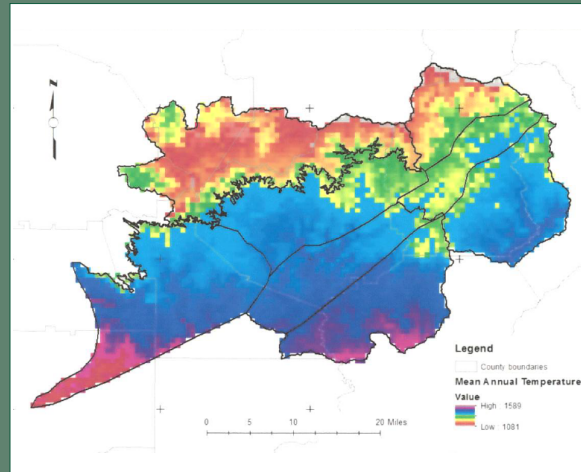 N
Legend
County boundaries
Mean Annual Temperature
Value
High : 1589
Low : 1081
0 5 10 20 Miles